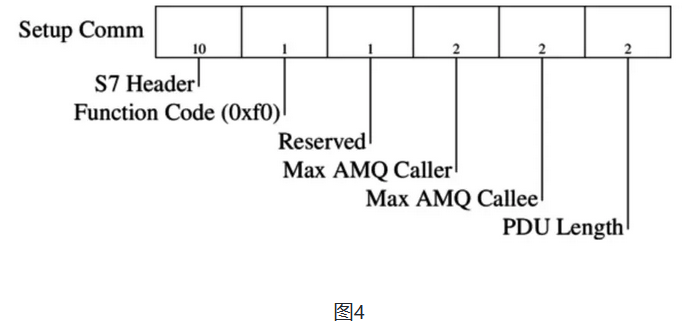 Setup Comm
10 1 1 2 2 2
S7 Header
Function Code (0xf0)
Reserved
Max AMQ Caller
Max AMQ Callee
PDU Length
图4